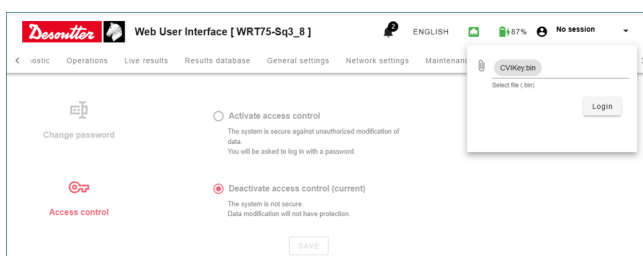 Desoutter
Web User Interface [ WRT75-Sq3_8 ]
2
ENGLISH
87%
No session
‹ ıostic Operations Live results Results database General settings Network settings Maintenanc
CVIKey.bin
Select file (.bin)
Login
Change password
Activate access control
The system is secure against unauthorized modification of
data.
You will be asked to log in with a password.
Access control
Deactivate access control (current)
The system is not secure.
Data modification will not have protection.
SAVE